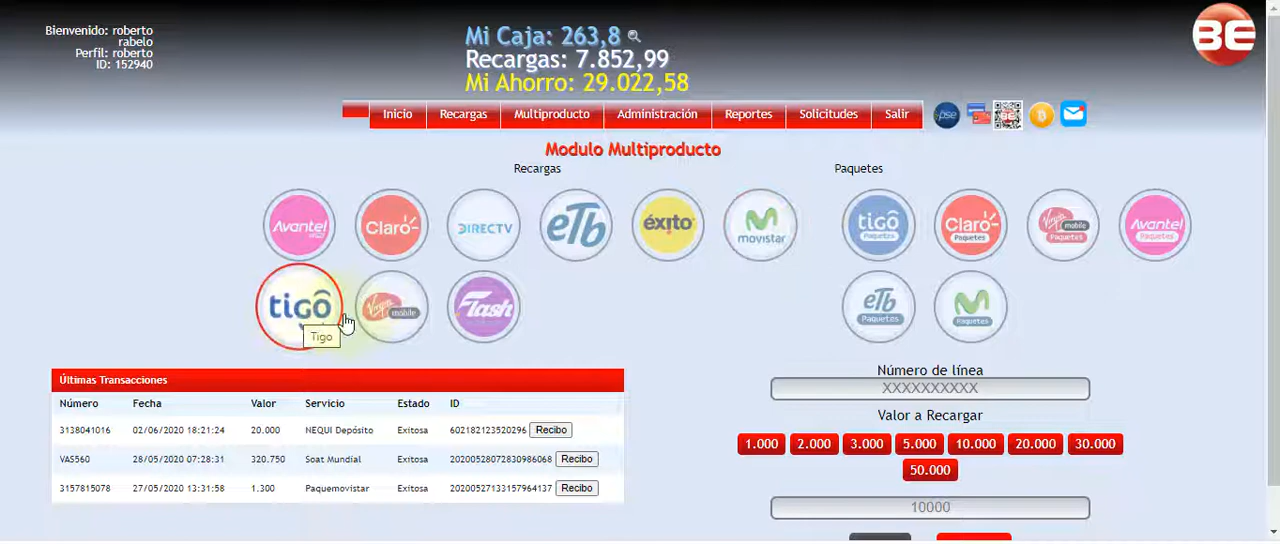 Bienvenido: roberto
rabelo
Perfil: roberto
ID: 152940
Mi Caja: 263,8
Recargas: 7.852,99
Mi Ahorro: 29.022,58
BE
Inicio Recargas Multiproducto Administración Reportes Solicitudes Salir pse
Modulo Multiproducto
Recargas Paquetes
Avantel Claro DIRECTV eTb éxito movistar tigo Paquetes Claro Paquetes Virgin mobile Paquetes Avantel Paquetes
tigo Virgin mobile Flash eTb Paquetes Paquetes
Tigo
Últimas Transacciones
Número Fecha Valor Servicio Estado ID
3138041016 02/06/2020 18:21:24 20.000 NEQUI Depósito Exitosa 602182123520296 Recibo
VAS560 28/05/2020 07:28:31 320.750 Soat Mundial Exitosa 20200528072830986068 Recibo
3157815078 27/05/2020 13:31:58 1.300 Paquemovistar Exitosa 20200527133157964137 Recibo
Número de línea
XXXXXXXXXX
Valor a Recargar
1.000 2.000 3.000 5.000 10.000 20.000 30.000
50.000
10000